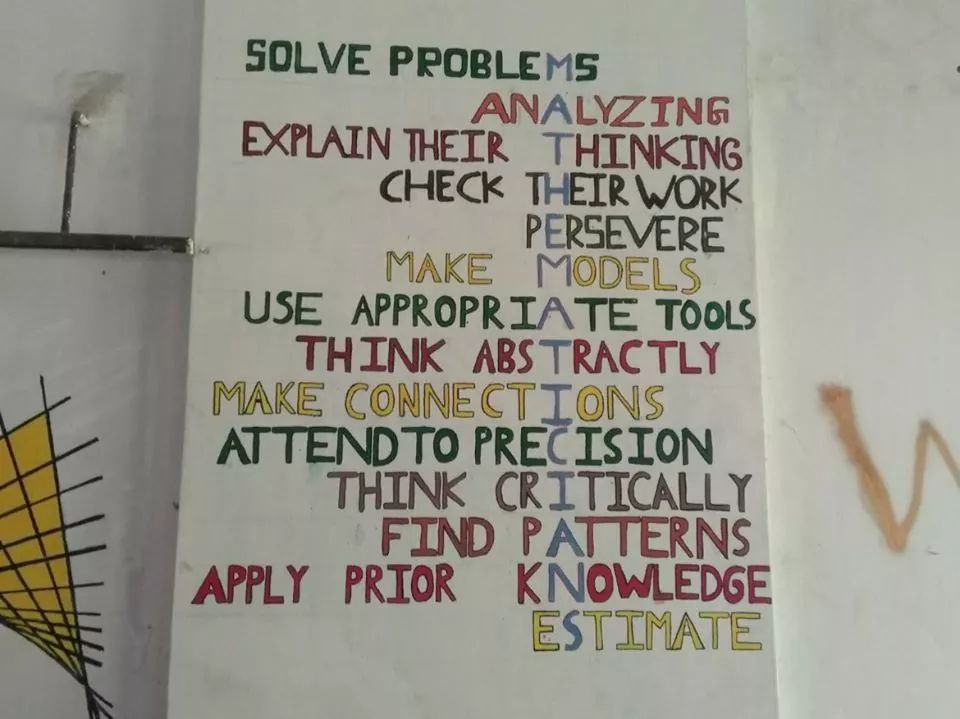 SOLVE PROBLEMS
ANALYZING
EXPLAIN THEIR THINKING
CHECK THEIR WORK
PERSEVERE
MAKE MODELS
USE APPROPRIATE TOOLS
THINK ABSTRACTLY
MAKE CONNECTIONS
ATTEND TO PRECISION
THINK CRITICALLY
FIND PATTERNS
APPLY PRIOR KNOWLEDGE
ESTIMATE